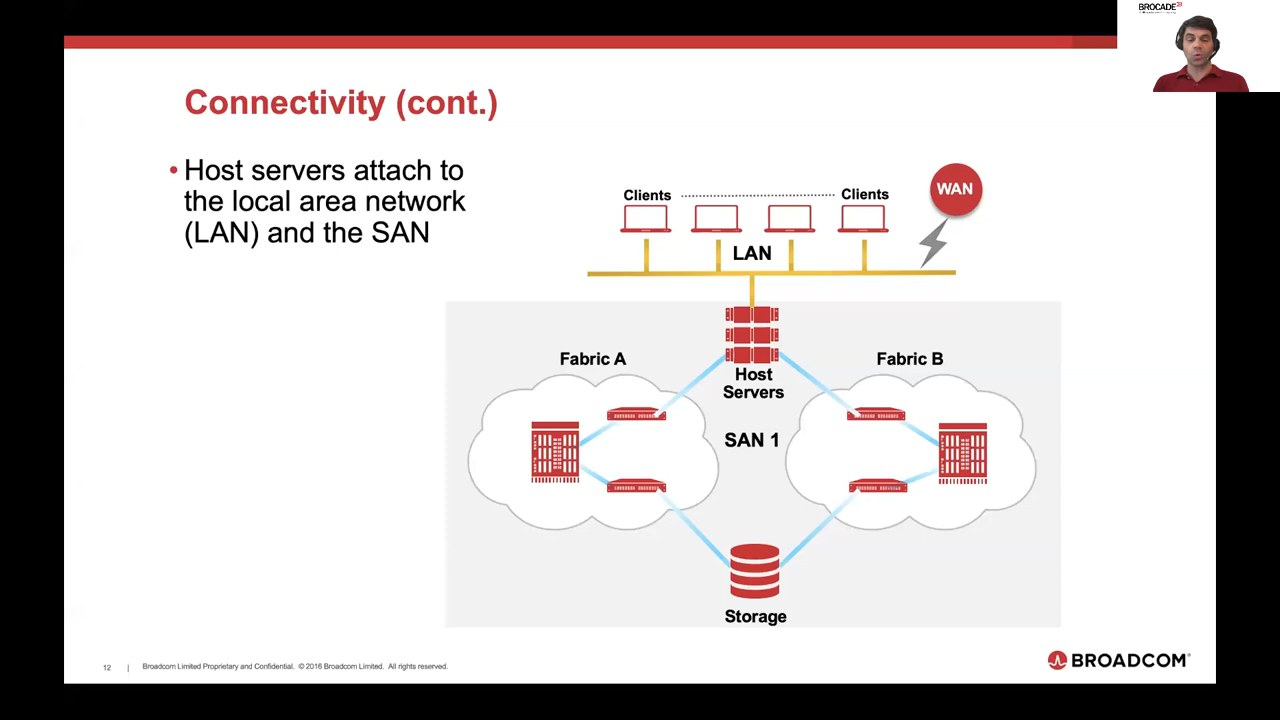 BROCADE
Connectivity (cont.)
• Host servers attach to
the local area network
(LAN) and the SAN
Clients
Clients
WAN
LAN
Fabric A
Fabric B
Host
Servers
SAN 1
Storage
12 | Broadcom Limited Proprietary and Confidential. © 2016 Broadcom Limited. All rights reserved.
BROADCOM®